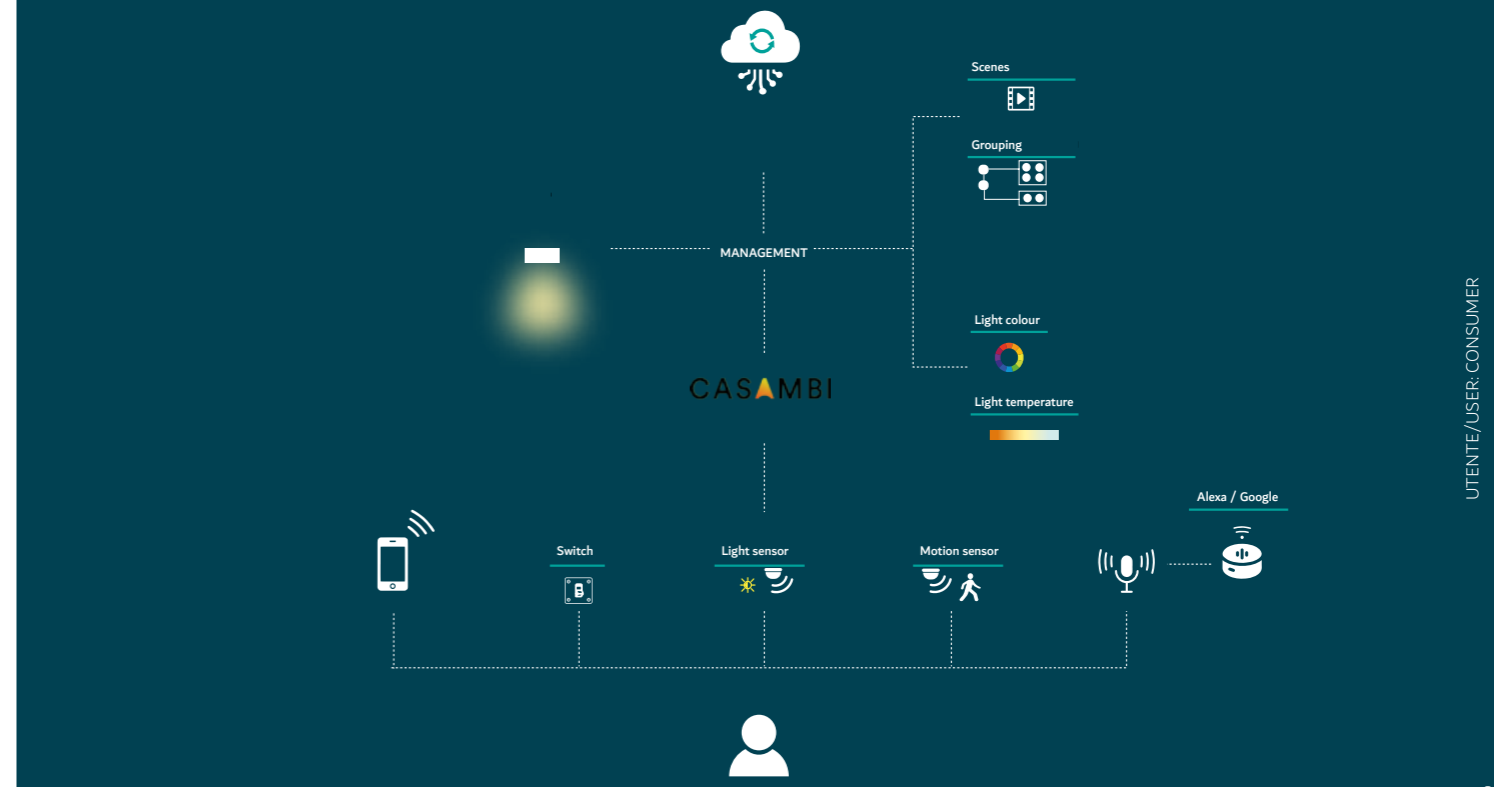 Scenes
Grouping
MANAGEMENT
Light colour
CASAMBI
Light temperature
UTENTE/USER: CONSUMER
Alexa / Google
Switch
Light sensor
Motion sensor